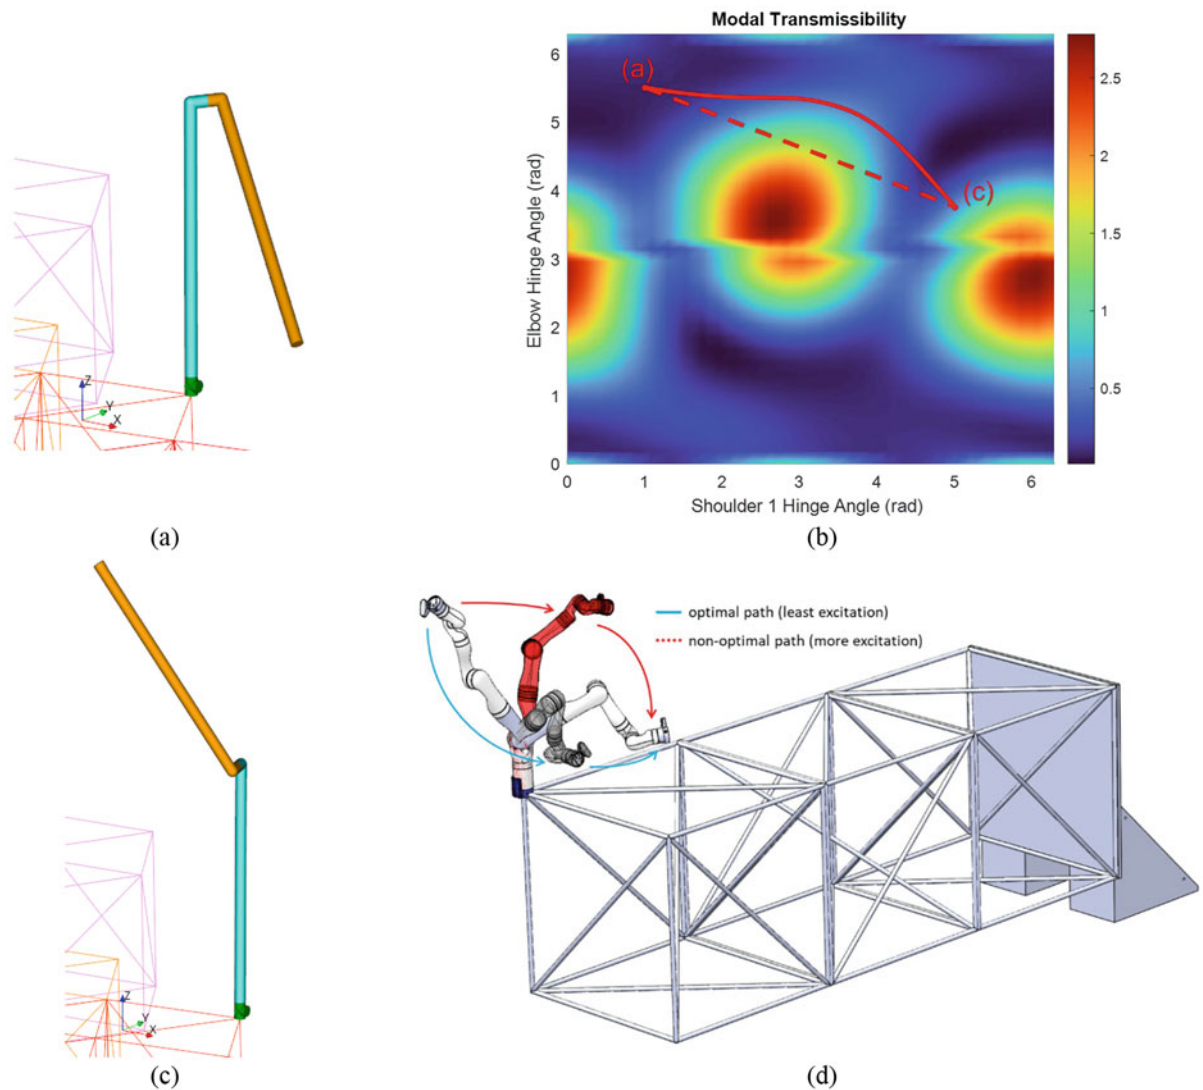 Modal Transmissibility
(a)
(c)
6
5
4
3
2
1
0
0
1
2
3
4
5
6
Elbow Hinge Angle (rad)
Shoulder 1 Hinge Angle (rad)
2.5
2
1.5
1
0.5
Z
Y
X
(a)
(b)
optimal path (least excitation)
non-optimal path (more excitation)
Z
Y
X
(c)
(d)